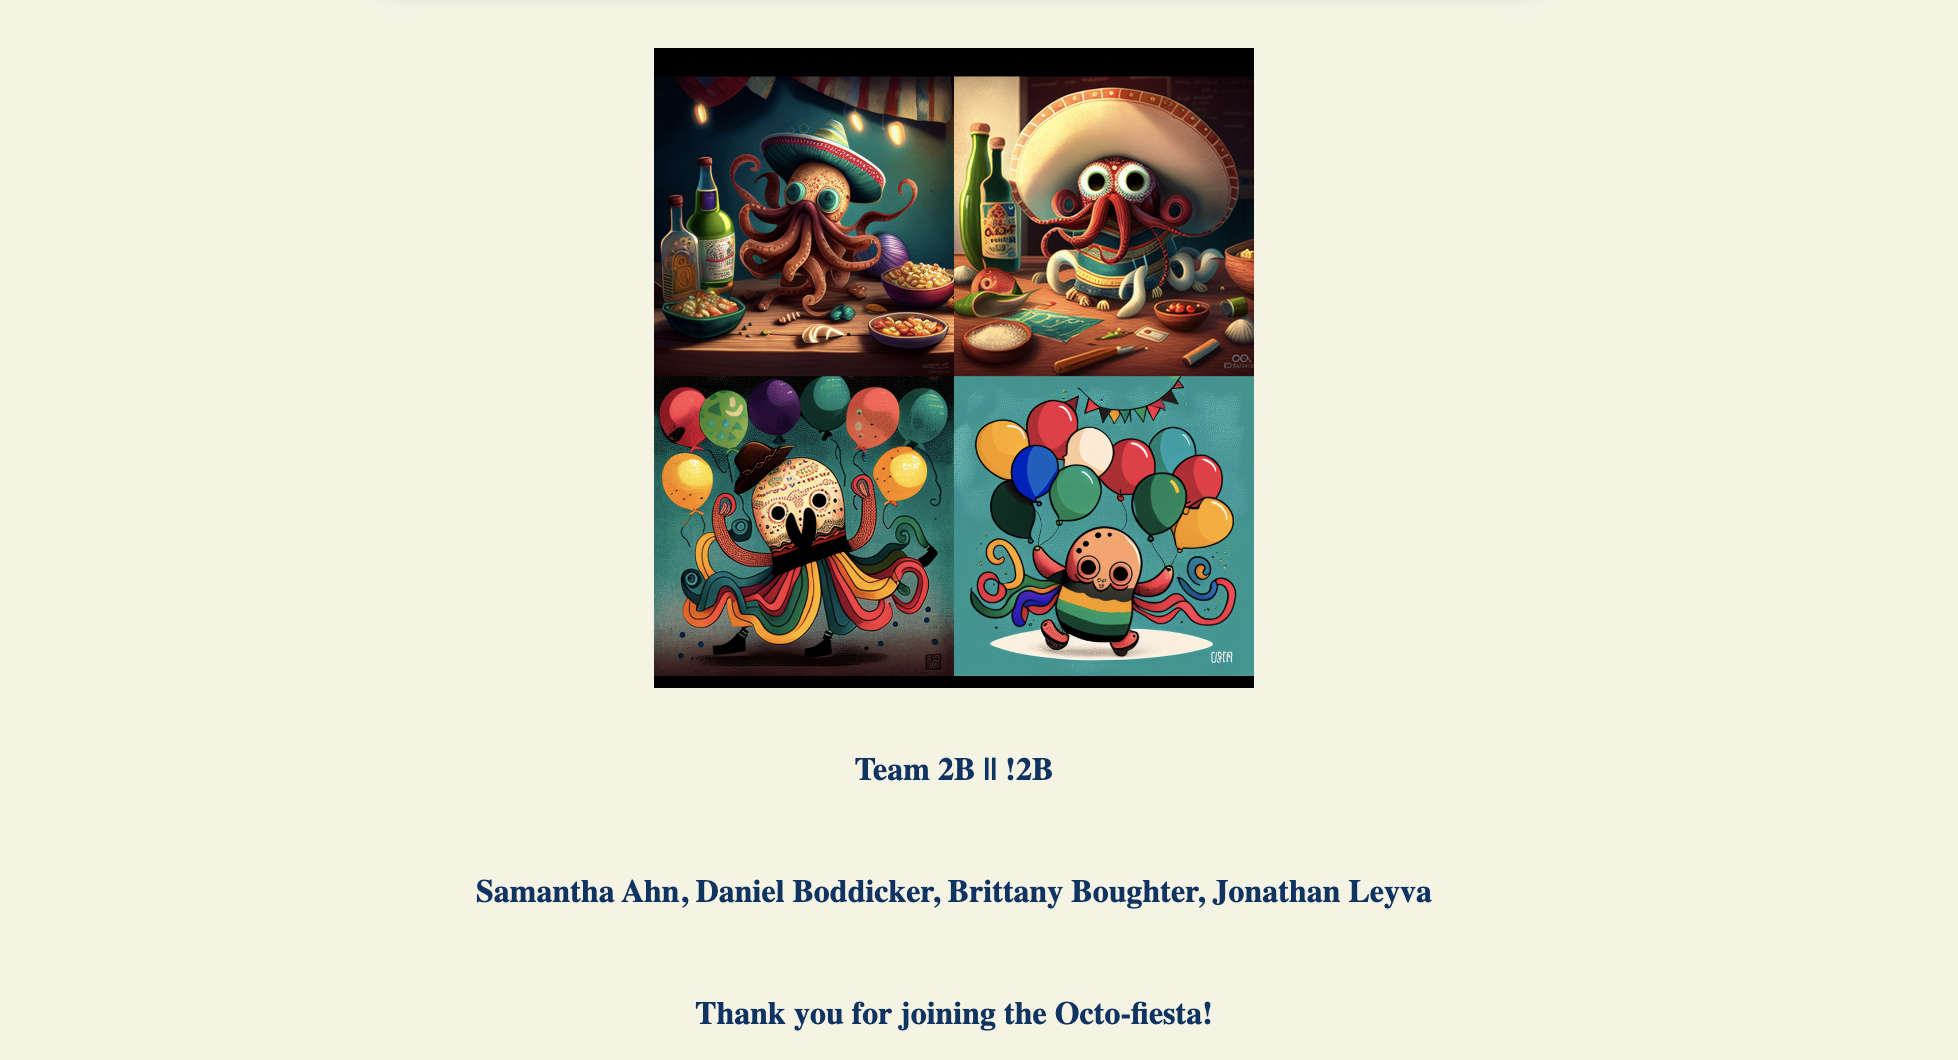 Team 2B || !2B
Samantha Ahn, Daniel Boddicker, Brittany Boughter, Jonathan Leyva
Thank you for joining the Octo-fiesta!